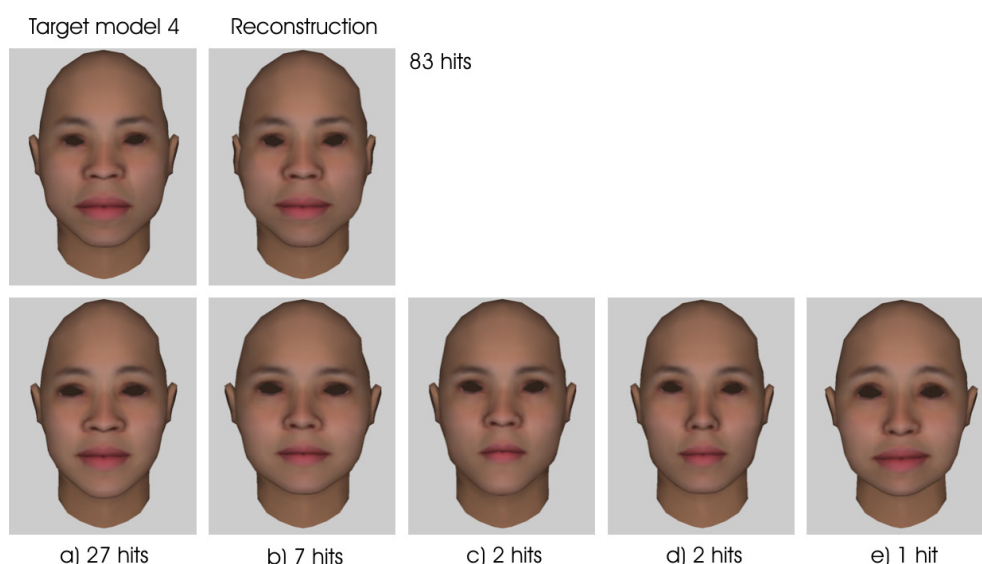 Target model 4
Reconstruction
83 hits
a) 27 hits
b) 7 hits
c) 2 hits
d) 2 hits
e) 1 hit